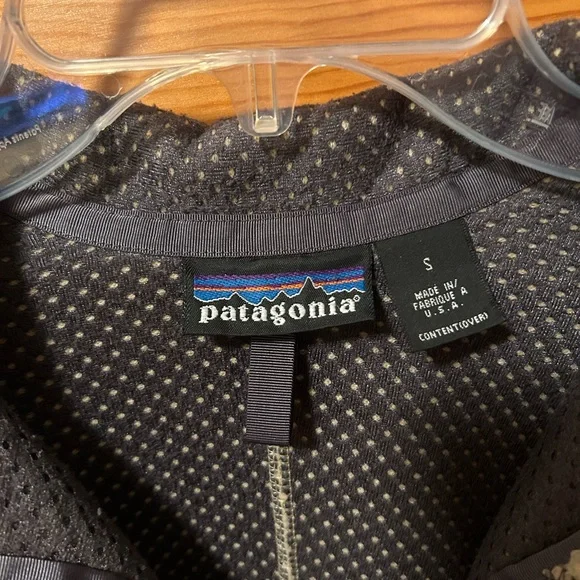 patagonia®
S
MADE IN/
FABRIQUE A
U.S.A.
CONTENT(OVER)